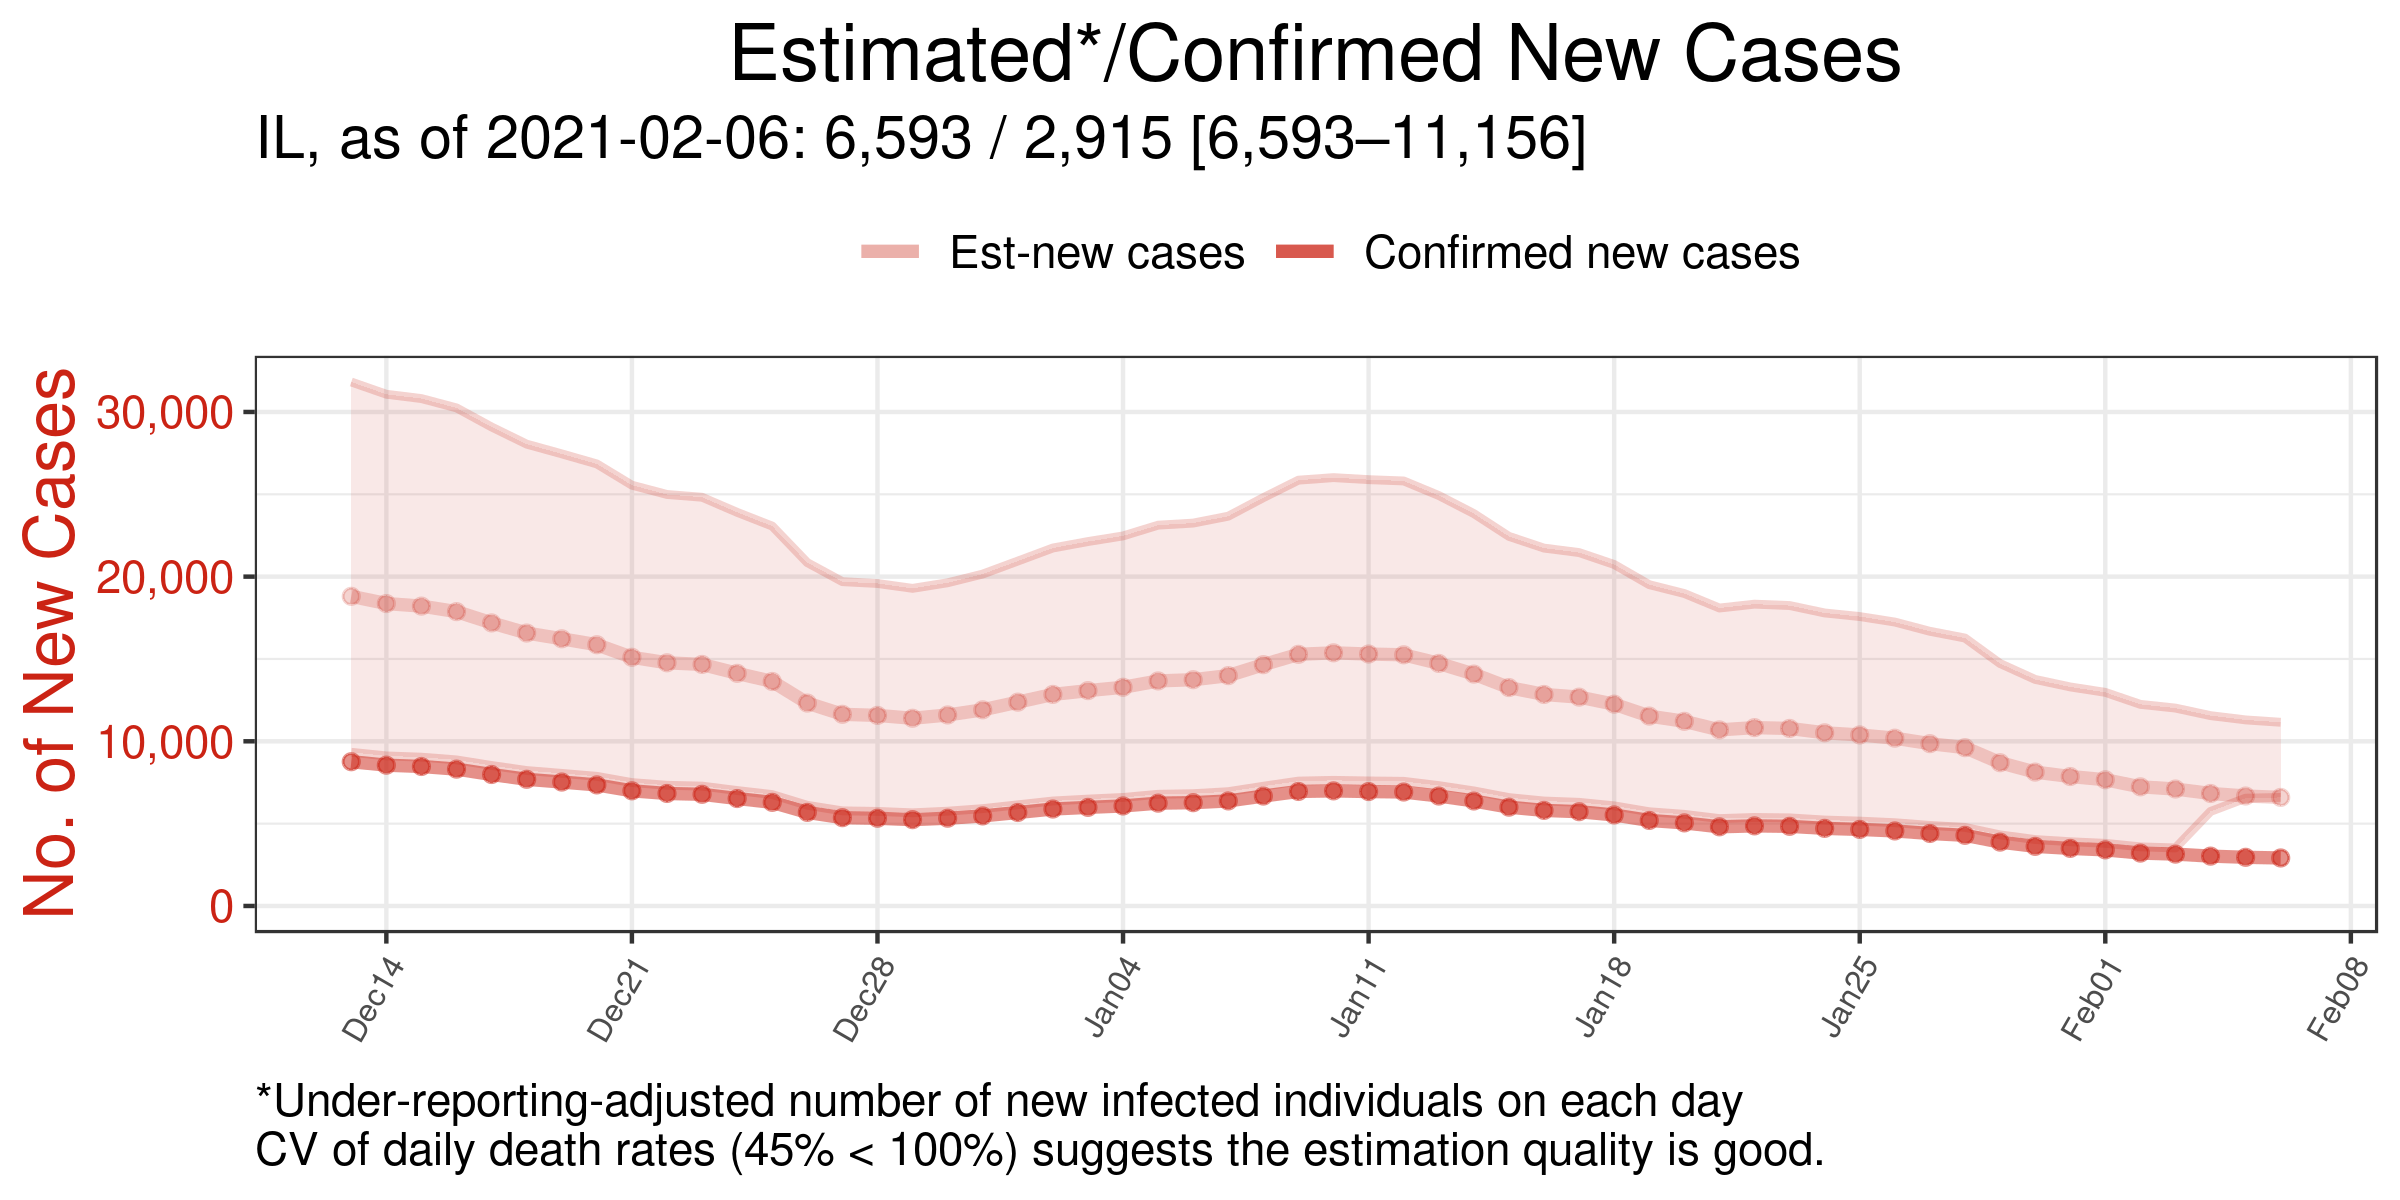 Estimated*/Confirmed New Cases
IL, as of 2021-02-06: 6,593 / 2,915 [6,593–11,156]
Est-new cases
Confirmed new cases
No. of New Cases
30,000
20,000
10,000
0
Dec14
Dec21
Dec28
Jan04
Jan11
Jan18
Jan25
Feb01
Feb08
*Under-reporting-adjusted number of new infected individuals on each day
CV of daily death rates (45% < 100%) suggests the estimation quality is good.